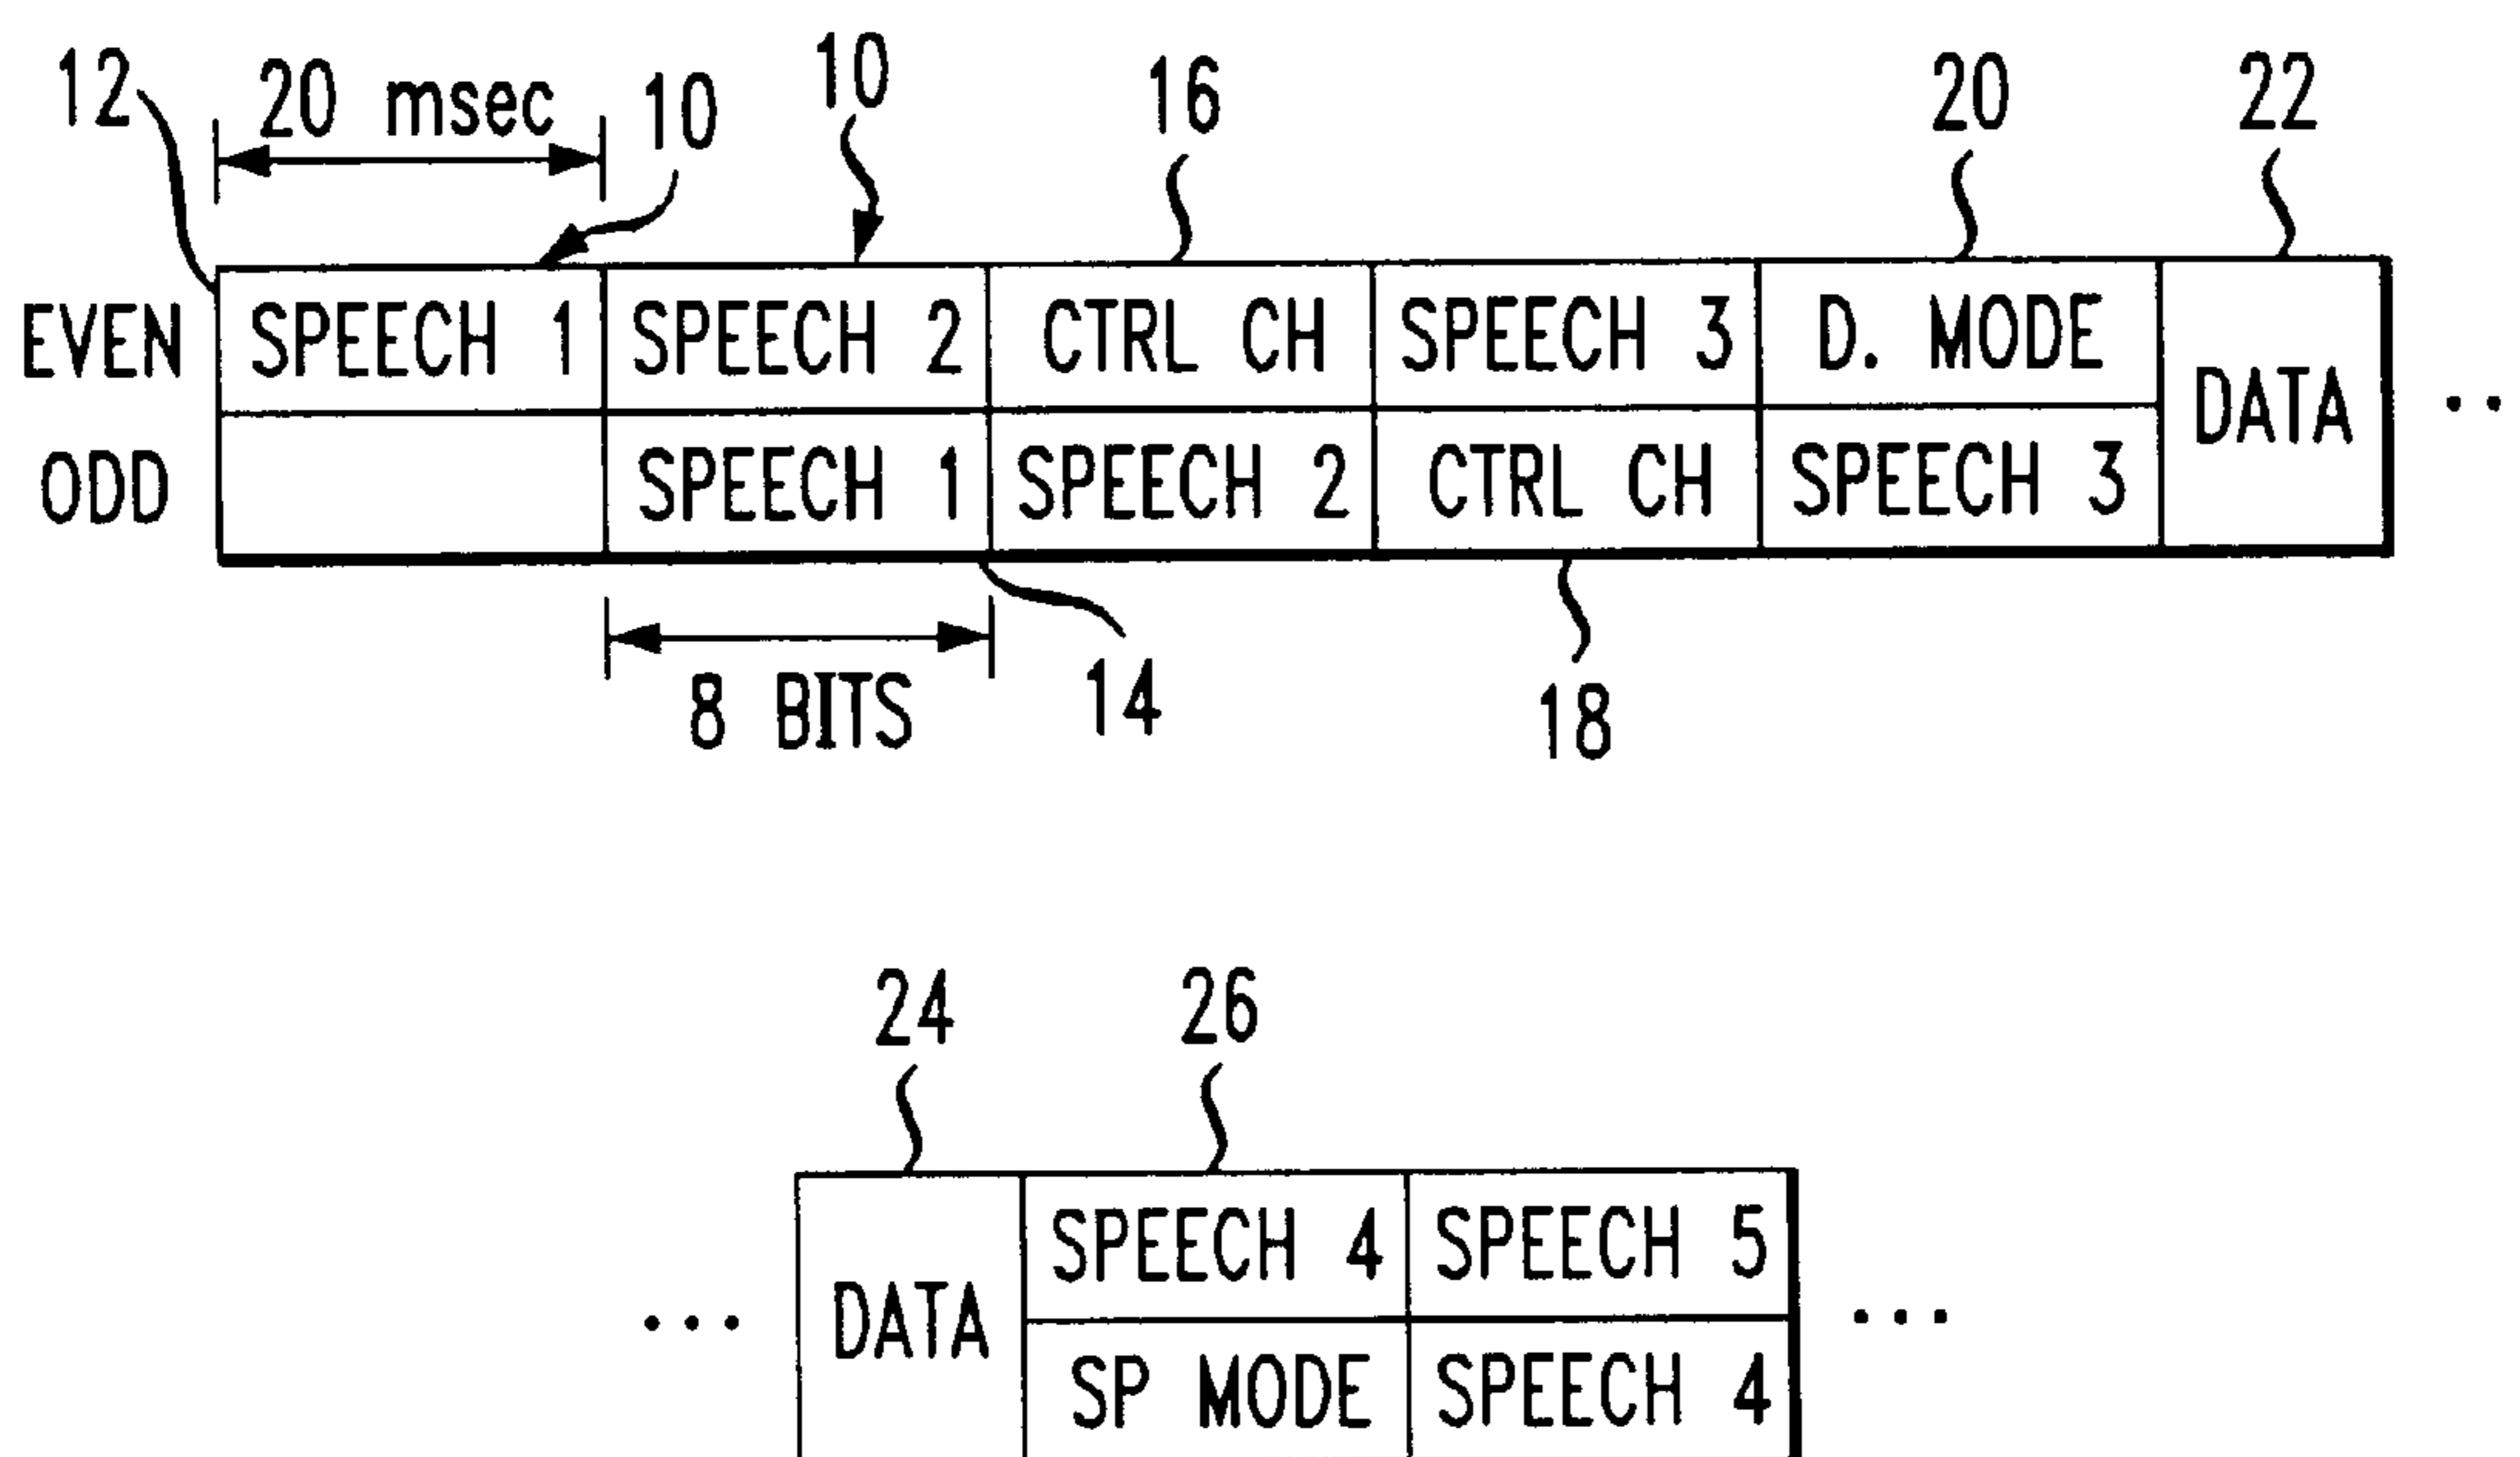 12 20 msec 10 10 16 20 22
EVEN SPEECH 1 SPEECH 2 CTRL CH SPEECH 3 D. MODE DATA ..
ODD SPEECH 1 SPEECH 2 CTRL CH SPEECH 3
8 BITS 14 18
24 26
... DATA SPEECH 4 SPEECH 5 ...
SP MODE SPEECH 4